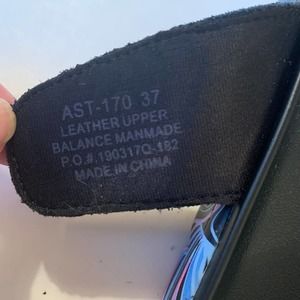 AST-170 37
LEATHER UPPER
BALANCE MANMADE
P.O.#.190317Q-182
MADE IN CHINA